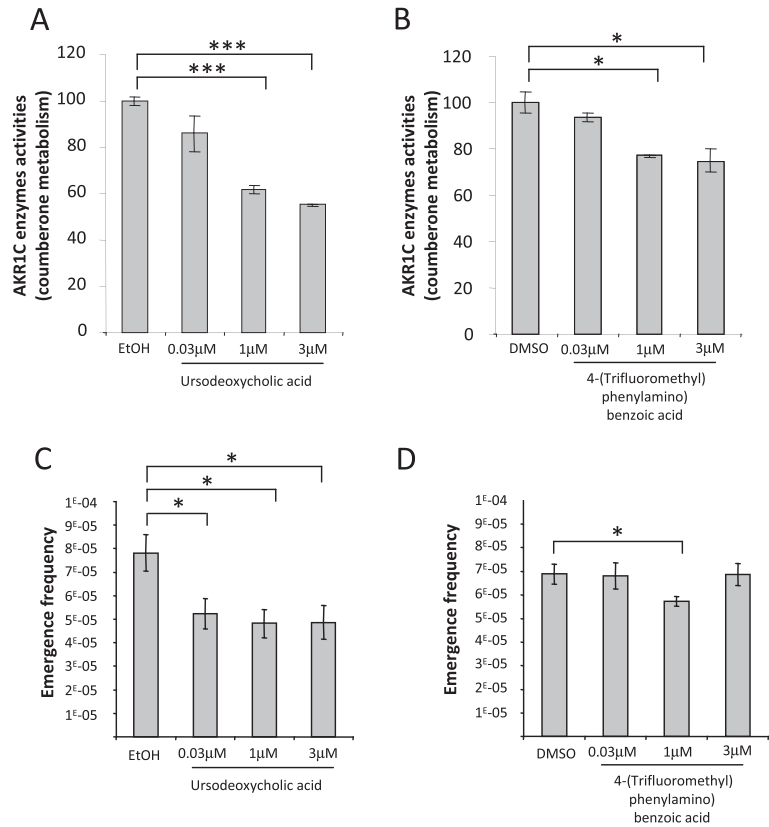 A
AKR1C enzymes activities
(coumberone metabolism)
120
100
80
60
40
20
0
***
***
EtOH
0.03μM
1μM
3μM
Ursodeoxycholic acid
B
AKR1C enzymes activities
(coumberone metabolism)
120
100
80
60
40
20
0
*
*
DMSO
0.03μM
1μM
3μM
4-(Trifluoromethyl)
phenylamino)
benzoic acid
C
Emergence frequency
1E-04
9E-05
8E-05
7E-05
6E-05
5E-05
4E-05
3E-05
2E-05
1E-05
*
*
*
EtOH
0.03μM
1μM
3μM
Ursodeoxycholic acid
D
Emergence frequency
1E-04
9E-05
8E-05
7E-05
6E-05
5E-05
4E-05
3E-05
2E-05
1E-05
*
DMSO
0.03μM
1μM
3μM
4-(Trifluoromethyl)
phenylamino)
benzoic acid